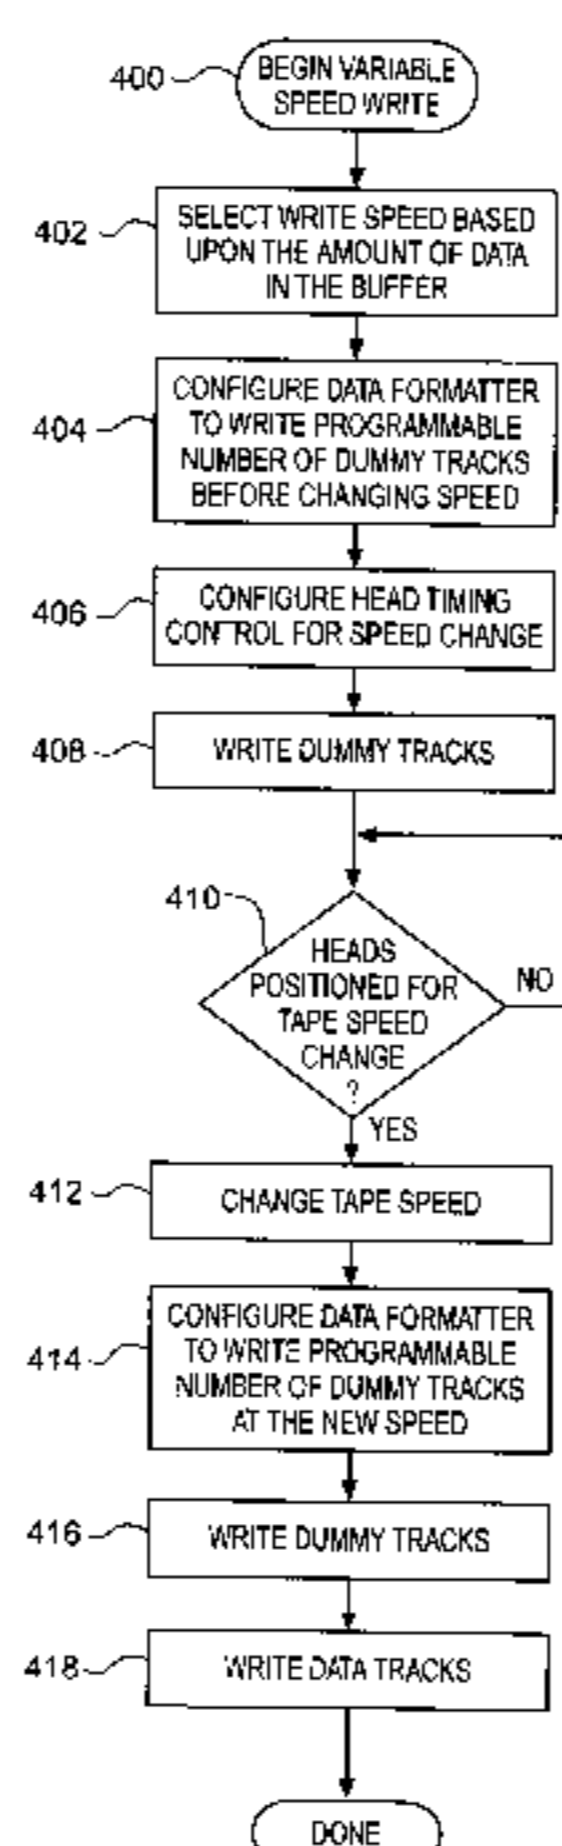 400
BEGIN VARIABLE
SPEED WRITE
402
SELECT WRITE SPEED BASED
UPON THE AMOUNT OF DATA
IN THE BUFFER
404
CONFIGURE DATA FORMATTER
TO WRITE PROGRAMMABLE
NUMBER OF DUMMY TRACKS
BEFORE CHANGING SPEED
406
CONFIGURE HEAD TIMING
CONTROL FOR SPEED CHANGE
408
WRITE DUMMY TRACKS
410
HEADS
POSITIONED FOR
TAPE SPEED
CHANGE
?
NO
YES
412
CHANGE TAPE SPEED
414
CONFIGURE DATA FORMATTER
TO WRITE PROGRAMMABLE
NUMBER OF DUMMY TRACKS
AT THE NEW SPEED
416
WRITE DUMMY TRACKS
418
WRITE DATA TRACKS
DONE